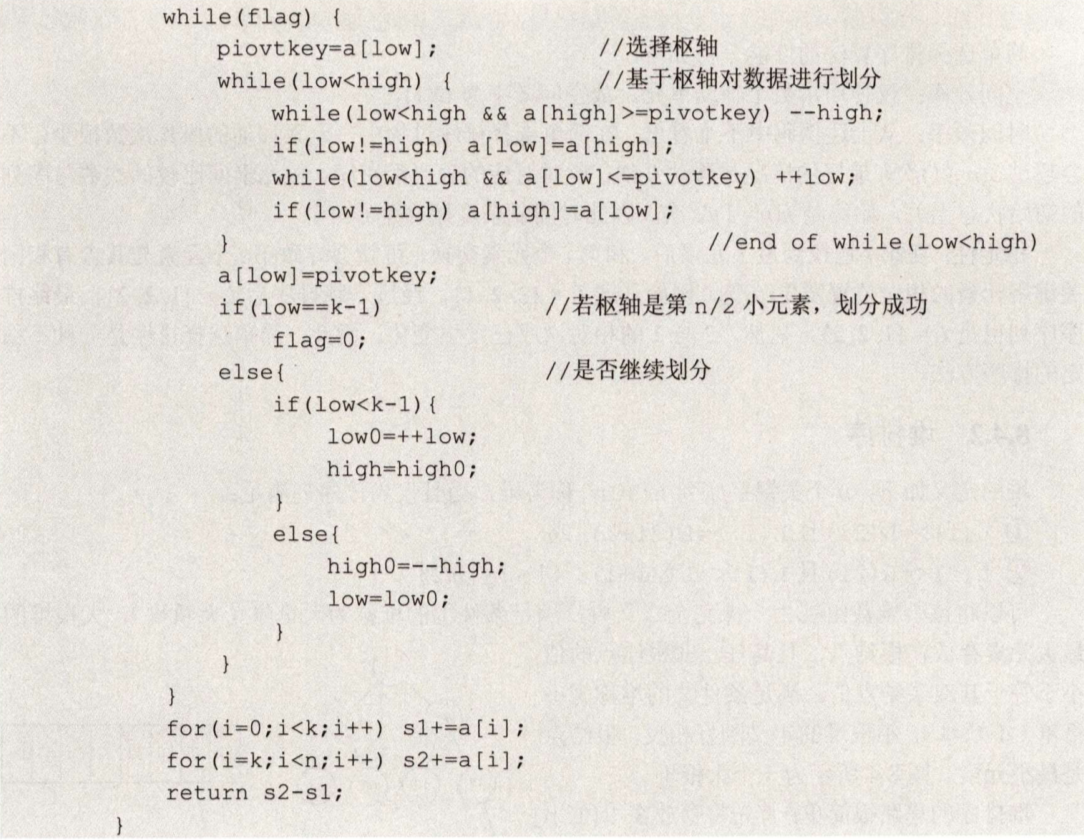 while(flag) {
piovtkey=a[low]; //选择枢轴
while(low<high) { //基于枢轴对数据进行划分
while(low<high && a[high]>=pivotkey) --high;
if(low!=high) a[low]=a[high];
while(low<high && a[low]<=pivotkey) ++low;
if(low!=high) a[high]=a[low];
} //end of while(low<high)
a[low]=pivotkey;
if(low==k-1) //若枢轴是第 n/2 小元素，划分成功
flag=0;
else{ //是否继续划分
if(low<k-1){
low0=++low;
high=high0;
}
else{
high0=--high;
low=low0;
}
}
}
for(i=0;i<k;i++) s1+=a[i];
for(i=k;i<n;i++) s2+=a[i];
return s2-s1;
}